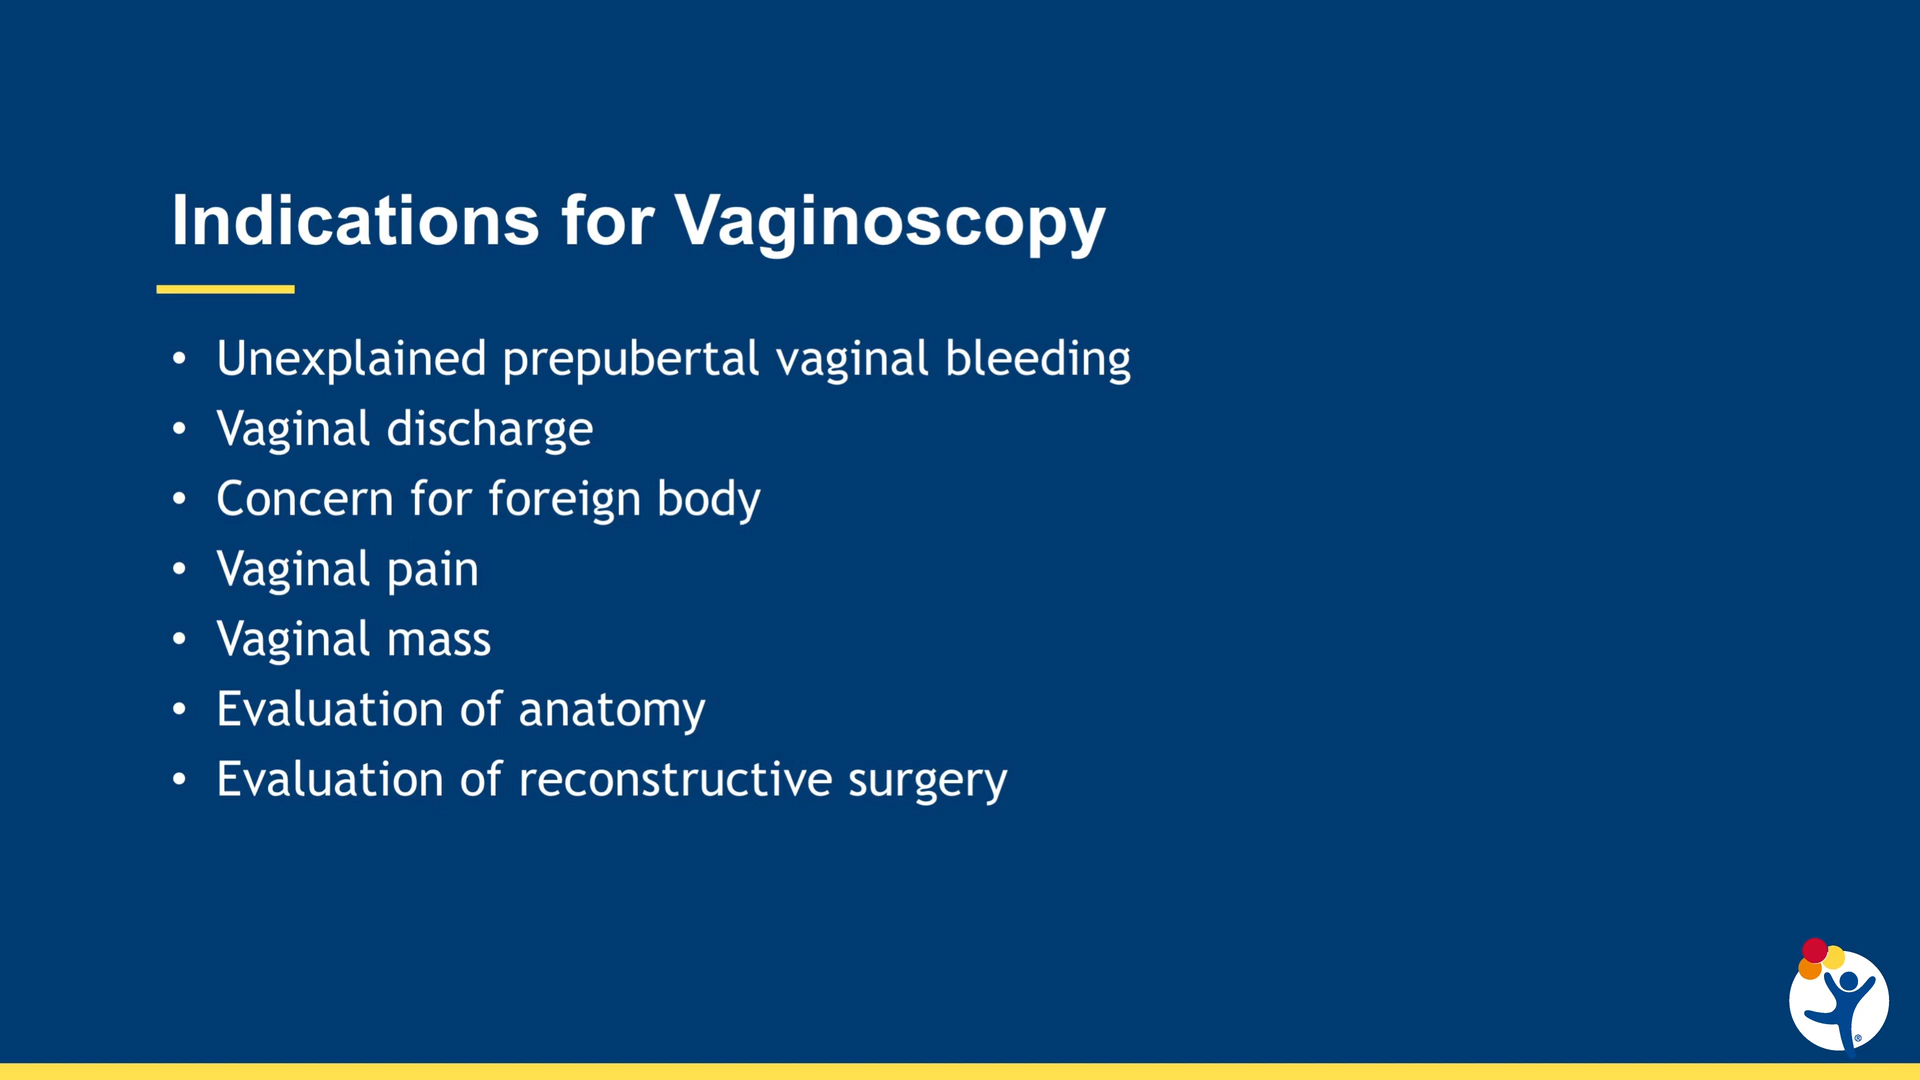 Indications for Vaginoscopy
• Unexplained prepubertal vaginal bleeding
• Vaginal discharge
• Concern for foreign body
• Vaginal pain
• Vaginal mass
• Evaluation of anatomy
• Evaluation of reconstructive surgery
®